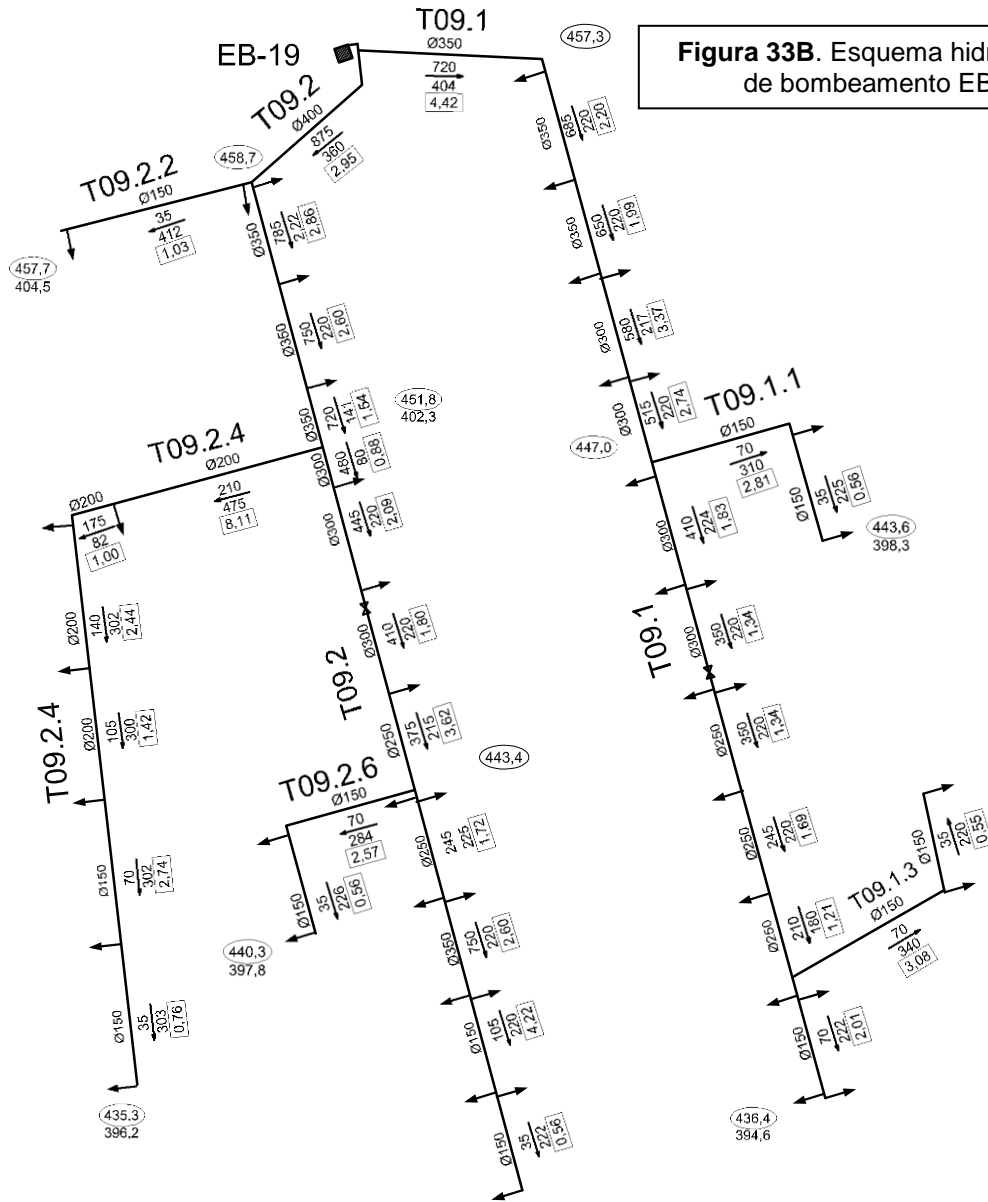 T09.1
Ø350
720
404
4,42
457,3
Figura 33B. Esquema hidr
de bombeamento EB
EB-19
T09.2
Ø400
875
360
2,95
458,7
T09.2.2
Ø150
35
412
1,03
457,7
404,5
Ø350
785
2,22
2,86
Ø350
750
220
2,60
Ø350
720
141
1,54
451,8
402,3
Ø300
480
80
0,88
T09.2.4
Ø200
210
475
8,11
Ø200
175
82
1,00
Ø200
140
302
2,44
T09.2.4
Ø200
105
300
1,42
Ø150
70
302
2,74
Ø150
35
303
0,76
435,3
396,2
Ø300
445
220
2,09
T09.2
Ø300
410
220
1,80
Ø250
375
215
3,62
443,4
T09.2.6
Ø150
70
284
2,57
Ø150
35
226
0,56
440,3
397,8
Ø250
245
225
1,72
Ø350
750
220
2,60
Ø150
105
220
4,22
Ø150
35
222
0,56
Ø350
685
220
2,20
Ø350
650
220
1,99
Ø300
580
217
3,37
Ø300
515
220
2,74
447,0
T09.1.1
Ø150
70
310
2,81
Ø150
35
225
0,56
443,6
398,3
Ø300
410
224
1,83
T09.1
Ø300
350
220
1,34
Ø250
350
220
1,34
Ø250
245
220
1,69
Ø250
210
180
1,21
T09.1.3
Ø150
70
340
3,08
Ø150
35
220
0,55
Ø150
70
222
2,01
436,4
394,6